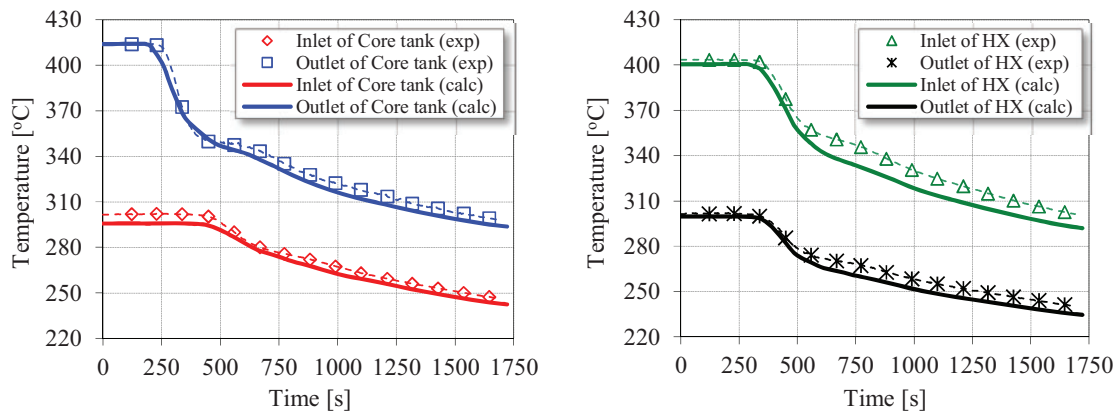 430
400
370
340
310
280
250
220
Temperature [°C]
Inlet of Core tank (exp)
Outlet of Core tank (exp)
Inlet of Core tank (calc)
Outlet of Core tank (calc)
0 250 500 750 1000 1250 1500 1750
Time [s]
430
400
370
340
310
280
250
220
Temperature [°C]
Inlet of HX (exp)
Outlet of HX (exp)
Inlet of HX (calc)
Outlet of HX (calc)
0 250 500 750 1000 1250 1500 1750
Time [s]